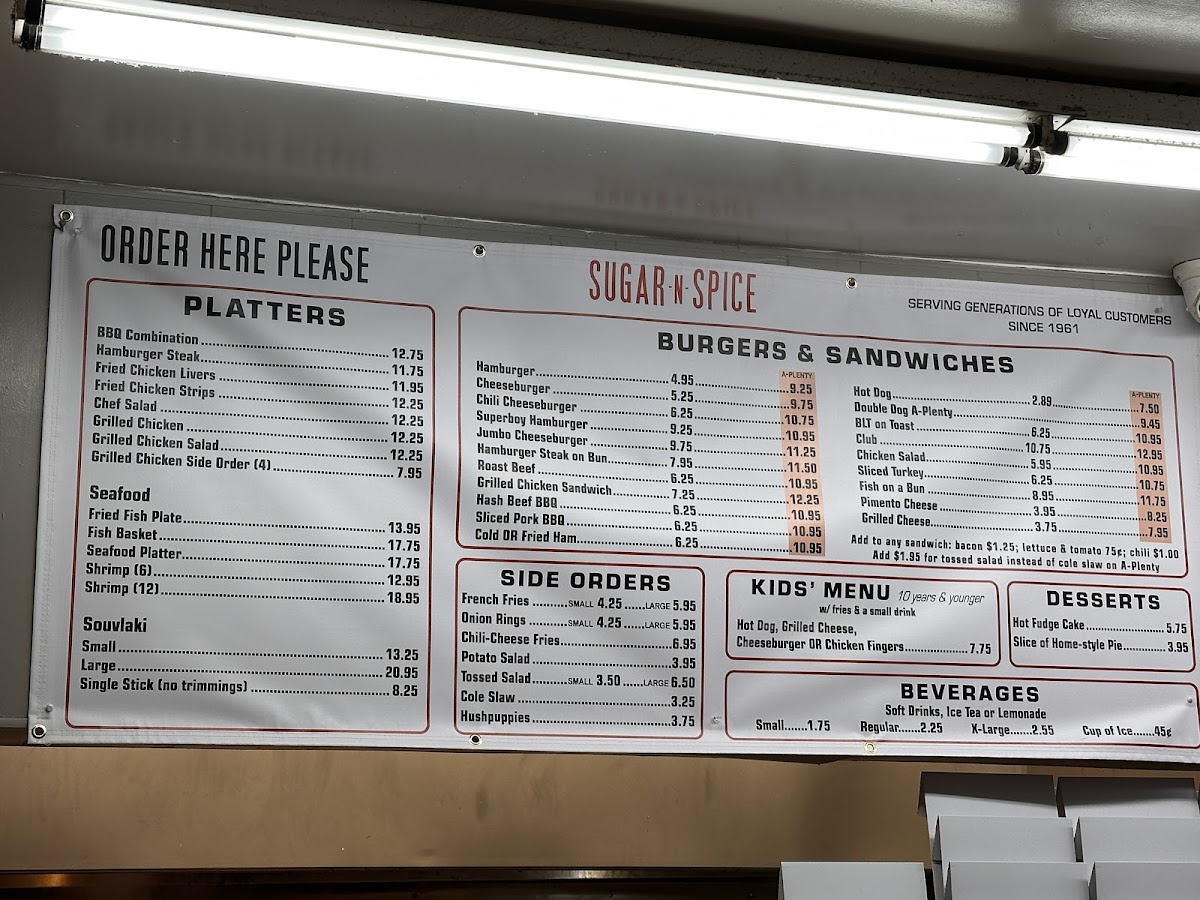 ORDER HERE PLEASE
SUGAR-N-SPICE
SERVING GENERATIONS OF LOYAL CUSTOMERS
SINCE 1961
PLATTERS
BBQ Combination 12.75
Hamburger Steak 11.75
Fried Chicken Livers 11.95
Fried Chicken Strips 12.25
Chef Salad 12.25
Grilled Chicken 12.25
Grilled Chicken Salad 12.25
Grilled Chicken Side Order (4) 7.95
Seafood
Fried Fish Plate 13.95
Fish Basket 17.75
Seafood Platter 17.75
Shrimp (6) 12.95
Shrimp (12) 18.95
Souvlaki
Small 13.25
Large 20.95
Single Stick (no trimmings) 8.25
BURGERS & SANDWICHES
A-PLENTY
Hamburger 4.95 9.25
Cheeseburger 5.25 9.75
Chili Cheeseburger 6.25 10.75
Superboy Hamburger 9.25 10.95
Jumbo Cheeseburger 9.75 11.25
Hamburger Steak on Bun 7.95 11.50
Roast Beef 6.25 10.95
Grilled Chicken Sandwich 7.25 12.25
Hash Beef BBQ 6.25 10.95
Sliced Pork BBQ 6.25 10.95
Cold OR Fried Ham 6.25 10.95
A-PLENTY
Hot Dog 2.89 7.50
Double Dog A-Plenty 9.45
BLT on Toast 6.25 10.95
Club 10.75 12.95
Chicken Salad 5.95 10.95
Sliced Turkey 6.25 10.75
Fish on a Bun 8.95 11.75
Pimento Cheese 3.95 8.25
Grilled Cheese 3.75 7.95
Add to any sandwich: bacon $1.25; lettuce & tomato 75¢; chili $1.00
Add $1.95 for tossed salad instead of cole slaw on A-Plenty
SIDE ORDERS
French Fries SMALL 4.25 LARGE 5.95
Onion Rings SMALL 4.25 LARGE 5.95
Chili-Cheese Fries 6.95
Potato Salad 3.95
Tossed Salad SMALL 3.50 LARGE 6.50
Cole Slaw 3.25
Hushpuppies 3.75
KIDS' MENU 10 years & younger
w/ fries & a small drink
Hot Dog, Grilled Cheese,
Cheeseburger OR Chicken Fingers 7.75
DESSERTS
Hot Fudge Cake 5.75
Slice of Home-style Pie 3.95
BEVERAGES
Soft Drinks, Ice Tea or Lemonade
Small 1.75 Regular 2.25 X-Large 2.55 Cup of Ice 45¢